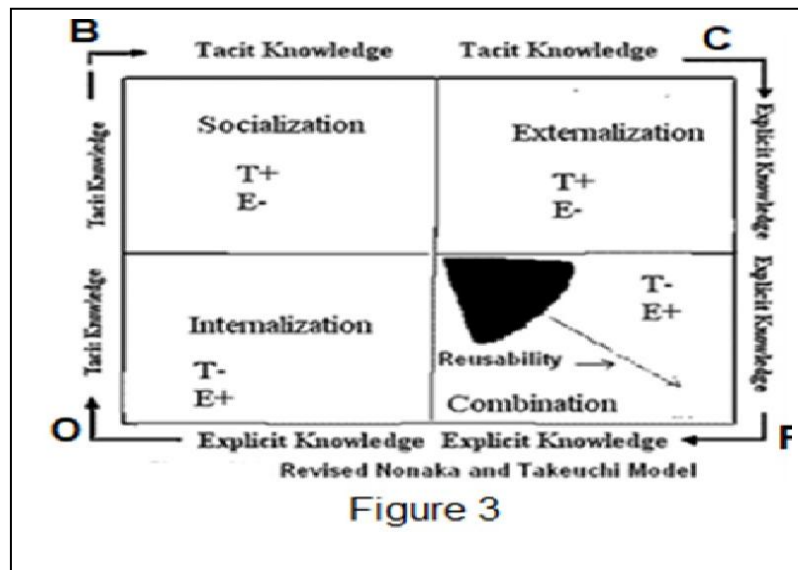 B
Tacit Knowledge Tacit Knowledge
C
Tacit Knowledge
Tacit Knowledge
Socialization
T+
E-
Externalization
T+
E-
Explicit Knowledge
Explicit Knowledge
Internalization
T-
E+
T-
E+
Reusability
Combination
O
Explicit Knowledge Explicit Knowledge
Revised Nonaka and Takeuchi Model
Figure 3